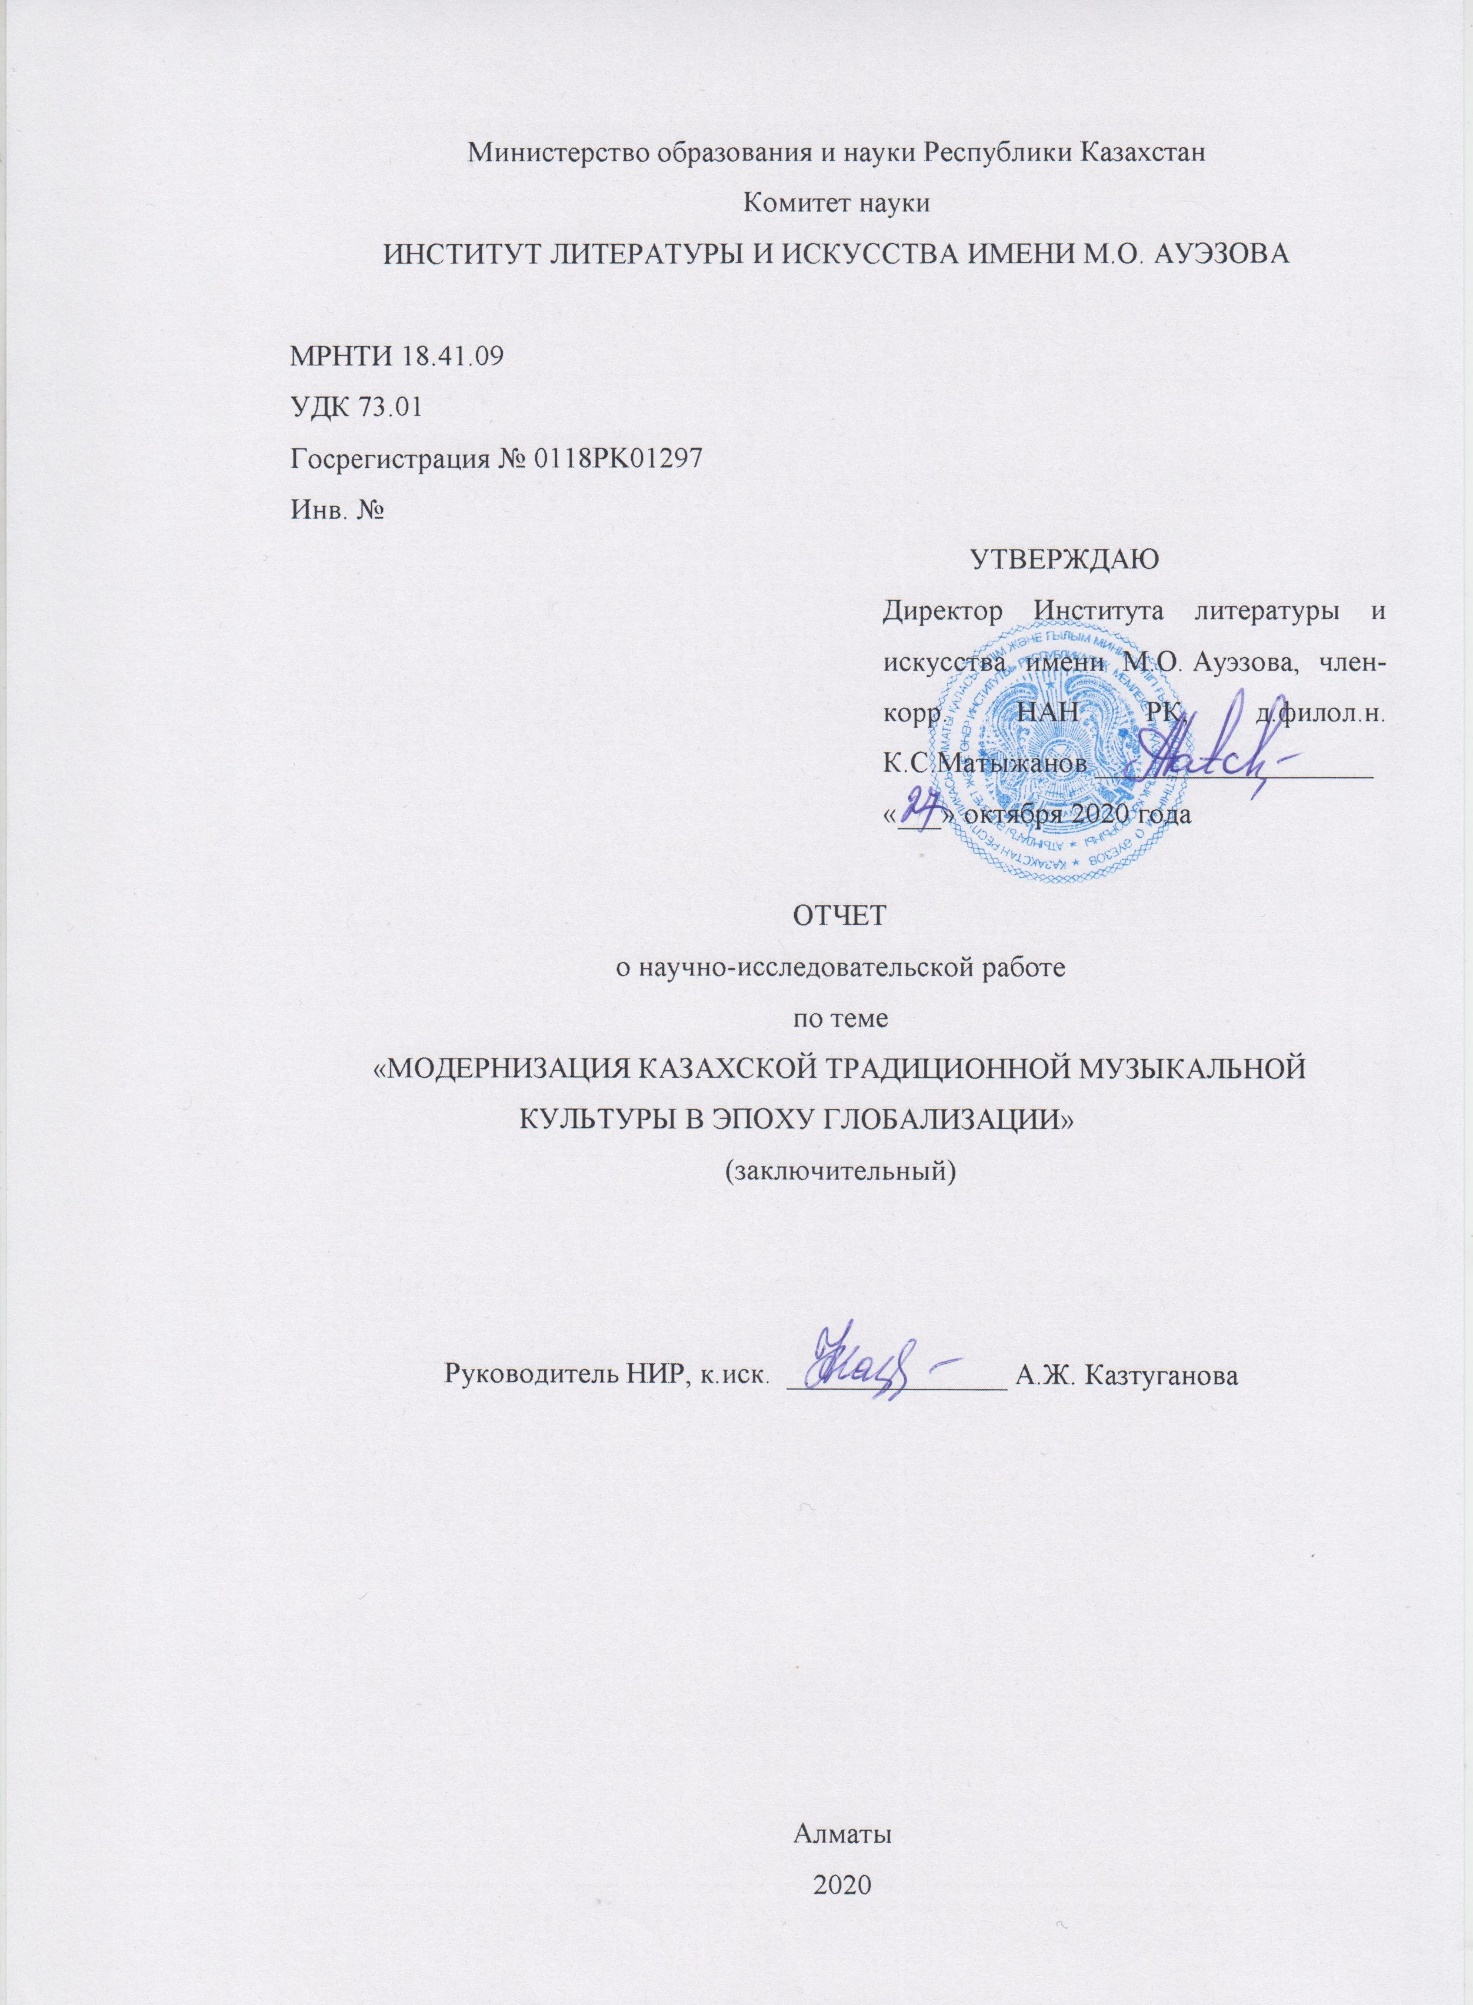 Министерство образования и науки Республики Казахстан
Комитет науки
ИНСТИТУТ ЛИТЕРАТУРЫ И ИСКУССТВА ИМЕНИ М.О. АУЭЗОВА
МРНТИ 18.41.09
УДК 73.01
Госрегистрация № 0118РК01297
Инв. №
УТВЕРЖДАЮ
Директор Института литературы и
искусства имени М.О. Ауэзова, член-
корр. НАН РК, д.филол.н.
К.С.Матыжанов ____________________
«27» октября 2020 года
ОТЧЕТ
о научно-исследовательской работе
по теме
«МОДЕРНИЗАЦИЯ КАЗАХСКОЙ ТРАДИЦИОННОЙ МУЗЫКАЛЬНОЙ
КУЛЬТУРЫ В ЭПОХУ ГЛОБАЛИЗАЦИИ»
(заключительный)
Руководитель НИР, к.иск. ________________ А.Ж. Казтуганова
Алматы
2020